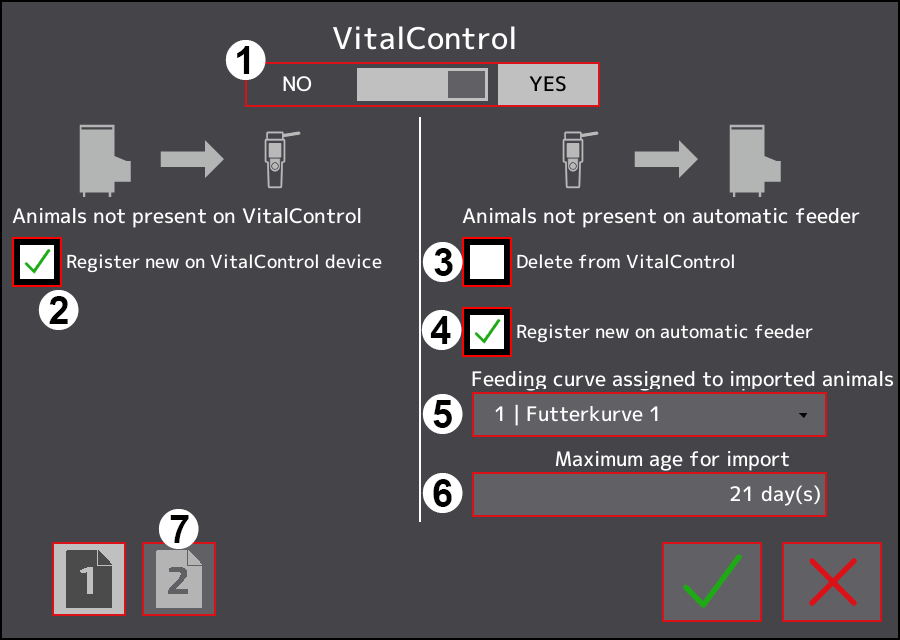 VitalControl
1
NO YES
Animals not present on VitalControl
Register new on VitalControl device
2
Animals not present on automatic feeder
3 Delete from VitalControl
4 Register new on automatic feeder
Feeding curve assigned to imported animals
5 1 | Futterkurve 1
Maximum age for import
6 21 day(s)
7
1 2